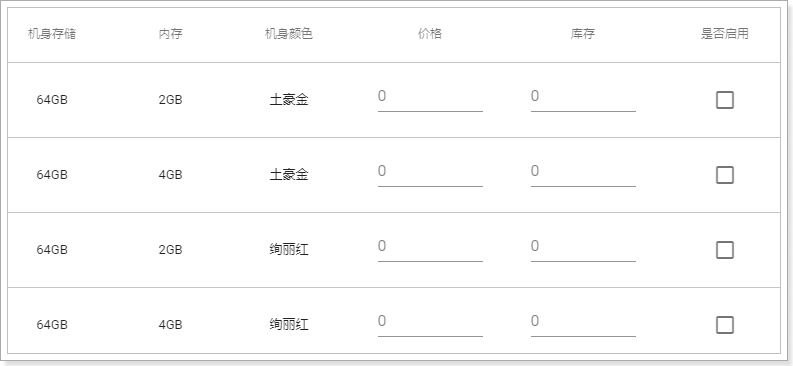 机身存储 内存 机身颜色 价格 库存 是否启用
64GB 2GB 土豪金 0 0
64GB 4GB 土豪金 0 0
64GB 2GB 绚丽红 0 0
64GB 4GB 绚丽红 0 0